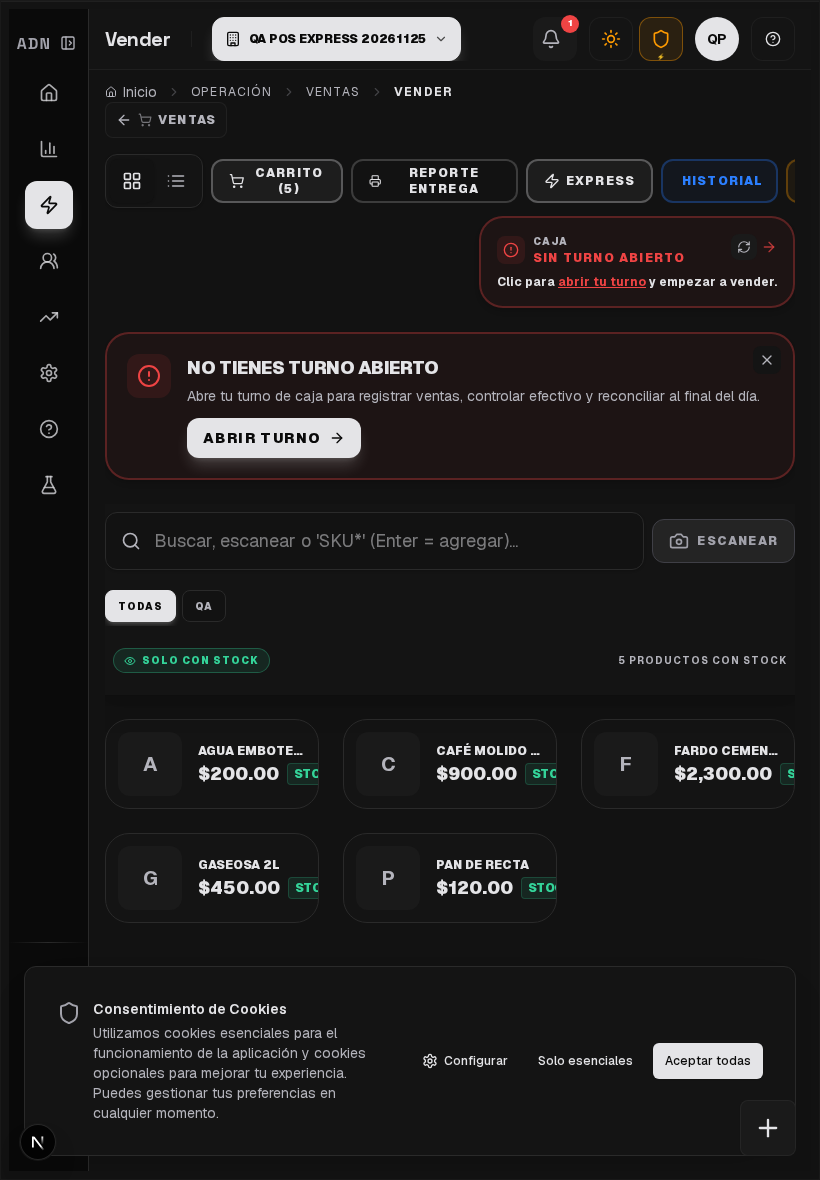 ADN
Vender
QA POS EXPRESS 20261125
1
QP
Inicio
OPERACIÓN
VENTAS
VENDER
VENTAS
CARRITO
(5)
REPORTE
ENTREGA
EXPRESS
HISTORIAL
CAJA
SIN TURNO ABIERTO
Clic para abrir tu turno y empezar a vender.
NO TIENES TURNO ABIERTO
Abre tu turno de caja para registrar ventas, controlar efectivo y reconciliar al final del día.
ABRIR TURNO
Buscar, escanear o 'SKU*' (Enter = agregar)...
ESCANEAR
TODAS
QA
SOLO CON STOCK
5 PRODUCTOS CON STOCK
A
AGUA EMBOTE...
$200.00
C
CAFÉ MOLIDO ...
$900.00
F
FARDO CEMEN...
$2,300.00
G
GASEOSA 2L
$450.00
P
PAN DE RECTA
$120.00
Consentimiento de Cookies
Utilizamos cookies esenciales para el
funcionamiento de la aplicación y cookies
opcionales para mejorar tu experiencia.
Puedes gestionar tus preferencias en
cualquier momento.
Configurar
Solo esenciales
Aceptar todas
N